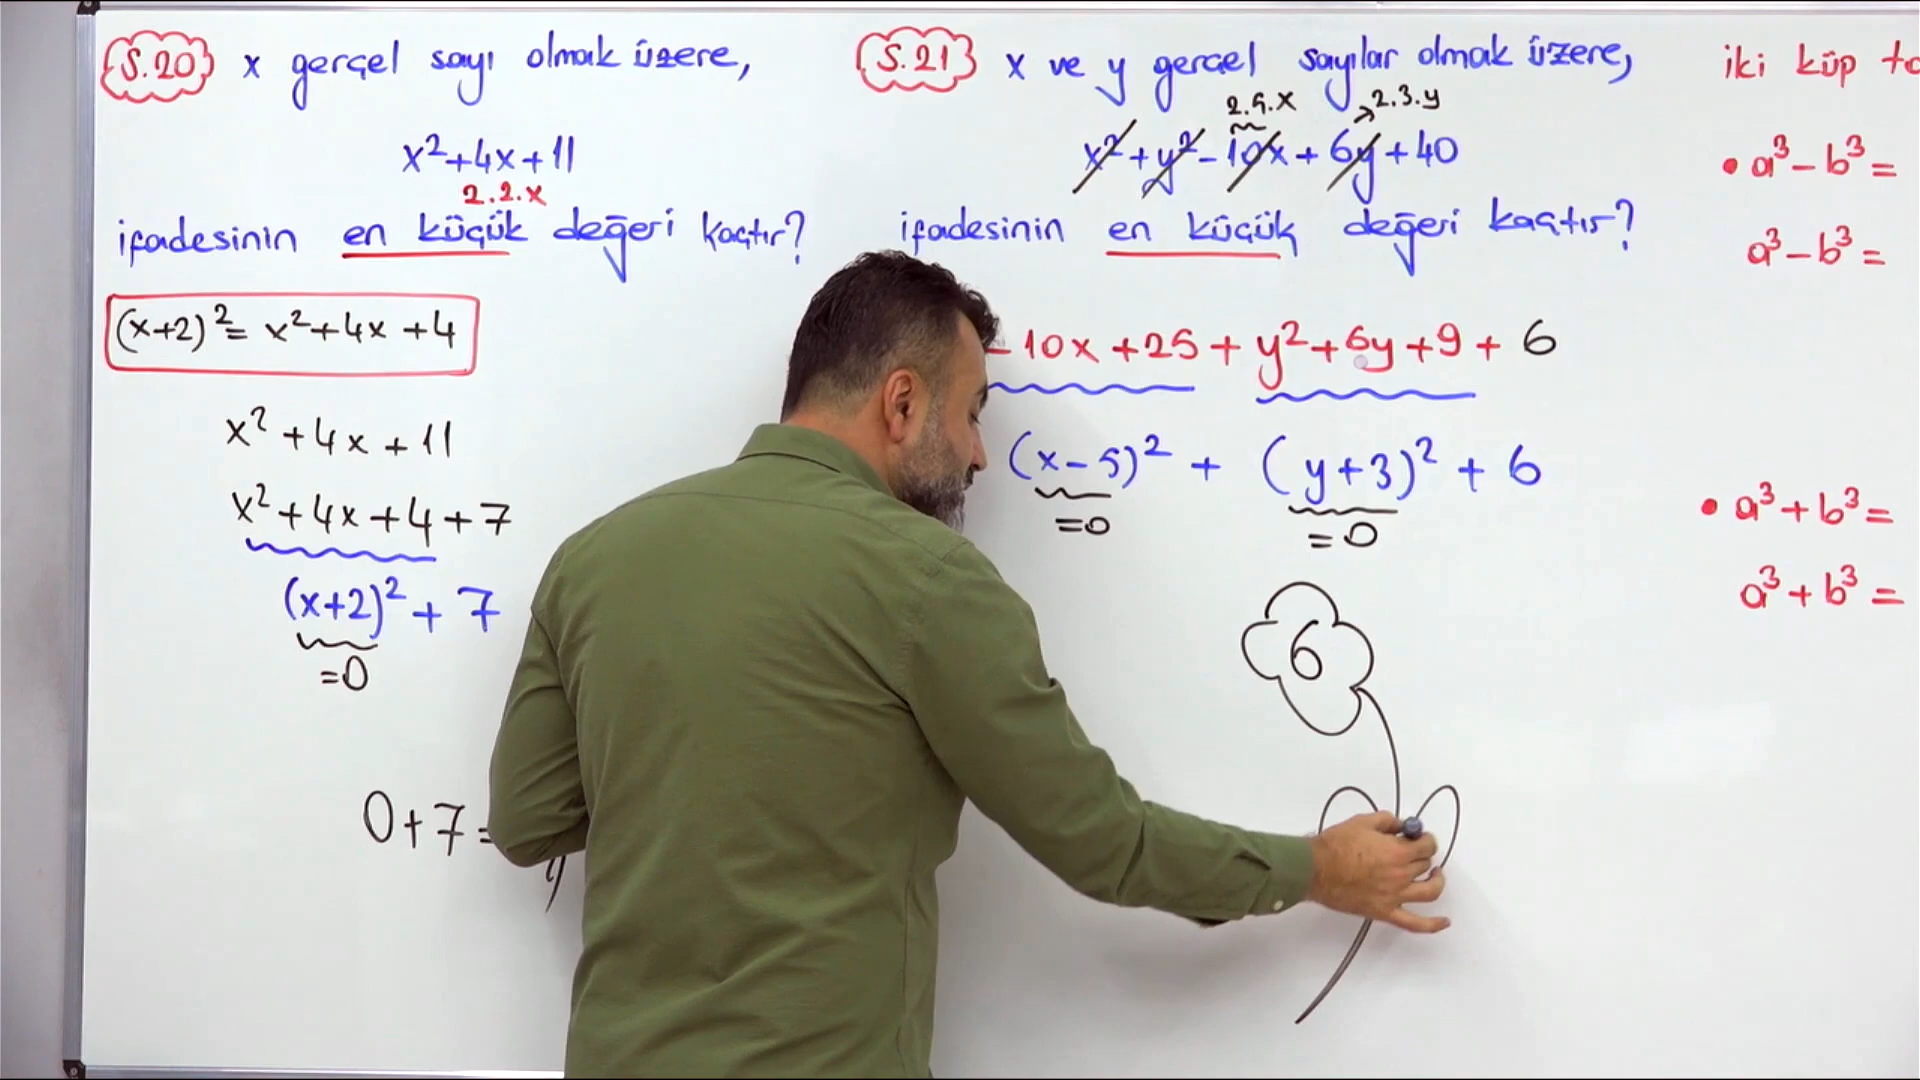 S.20 x gerçel sayı olmak üzere,
x²+4x+11
2.2.x
ifadesinin en küçük değeri kaçtır?
(x+2)² = x²+4x+4
x²+4x+11
x²+4x+4+7
(x+2)²+7
=0
0+7=
S.21 x ve y gerçel sayılar olmak üzere,
2.5.x 2.3.y
x²+y²-10x+6y+40
ifadesinin en küçük değeri kaçtır?
-10x+25+y²+6y+9+6
(x-5)²+(y+3)²+6
=0 =0
6
iki küp
• a³-b³=
a³-b³=
• a³+b³=
a³+b³=